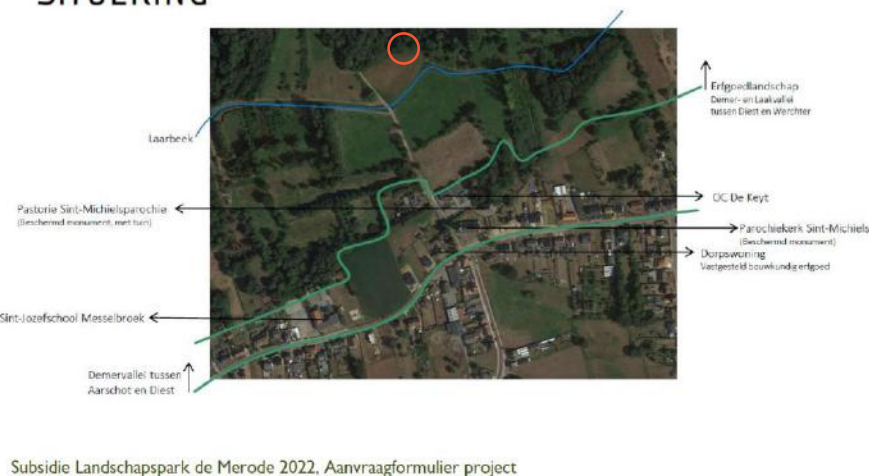 SITUERING
Erfgoedlandschap
Demer- en Laakvallei
tussen Diest en Werchter
Laarbeek
OC De Keyt
Pastorie Sint-Michielsparochie
(Beschermd monument, met tuin)
Parochiekerk Sint-Michiels
(Beschermd monument)
Dorpswoning
Vastgesteld bouwkundig erfgoed
Sint-Jozefschool Messelbroek
Demervallei tussen
Aarschot en Diest
Subsidie Landschapspark de Merode 2022, Aanvraagformulier project